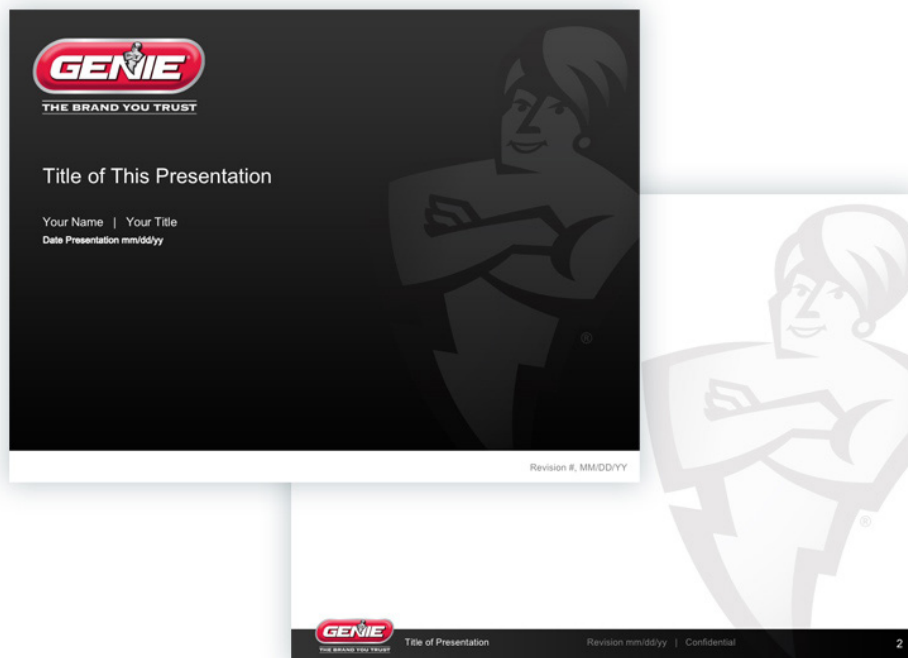 GENIE
THE BRAND YOU TRUST
Title of This Presentation
Your Name | Your Title
Date Presentation mm/dd/yy
®
Revision #, MM/DD/YY
®
GENIE
THE BRAND YOU TRUST
Title of Presentation Revision mm/dd/yy | Confidential 2